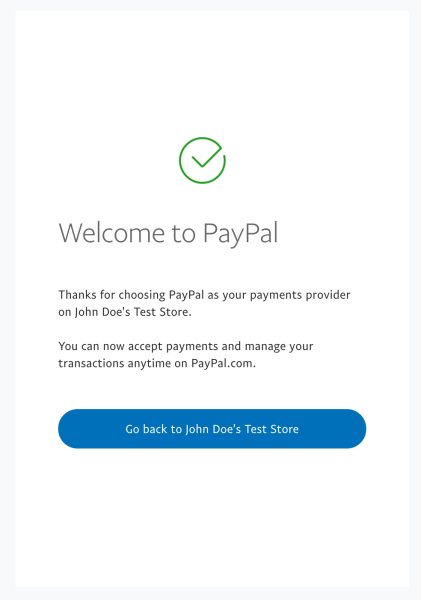 Welcome to PayPal
Thanks for choosing PayPal as your payments provider
on John Doe's Test Store.
You can now accept payments and manage your
transactions anytime on PayPal.com.
Go back to John Doe's Test Store